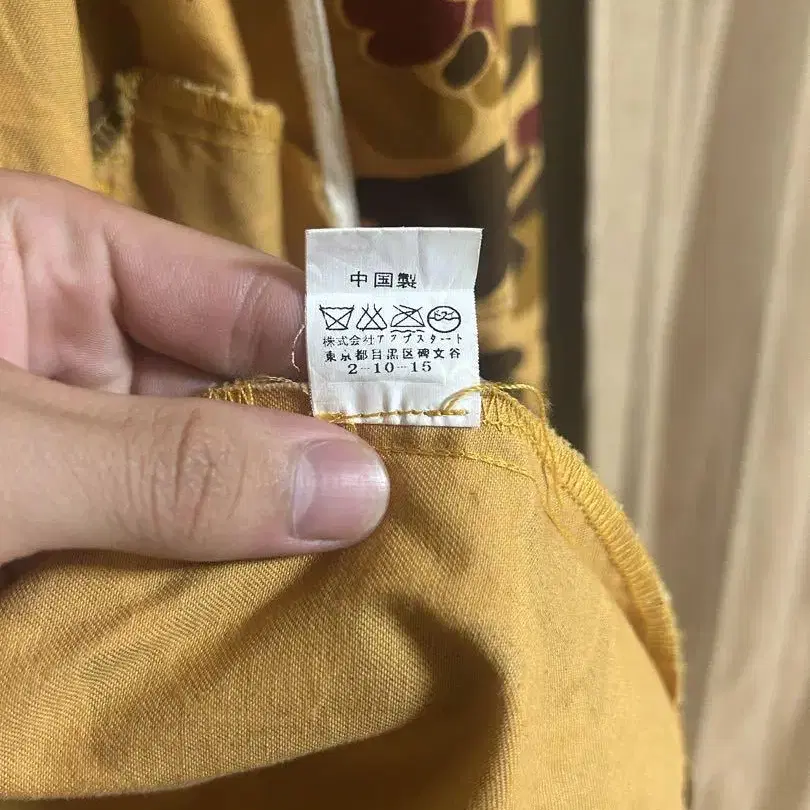 中国製
株式会社アップスタート
東京都目黒区碑文谷
2-10-15